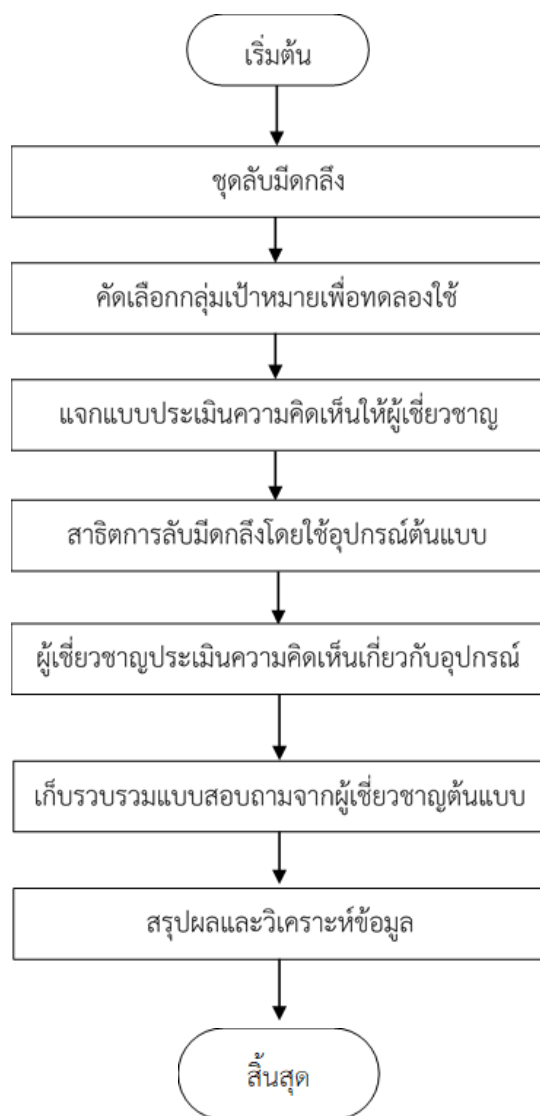 เริ่มต้น
ชุดลับมีดกลึง
คัดเลือกกลุ่มเป้าหมายเพื่อทดลองใช้
แจกแบบประเมินความคิดเห็นให้ผู้เชี่ยวชาญ
สาธิตการลับมีดกลึงโดยใช้อุปกรณ์ต้นแบบ
ผู้เชี่ยวชาญประเมินความคิดเห็นเกี่ยวกับอุปกรณ์
เก็บรวบรวมแบบสอบถามจากผู้เชี่ยวชาญต้นแบบ
สรุปผลและวิเคราะห์ข้อมูล
สิ้นสุด